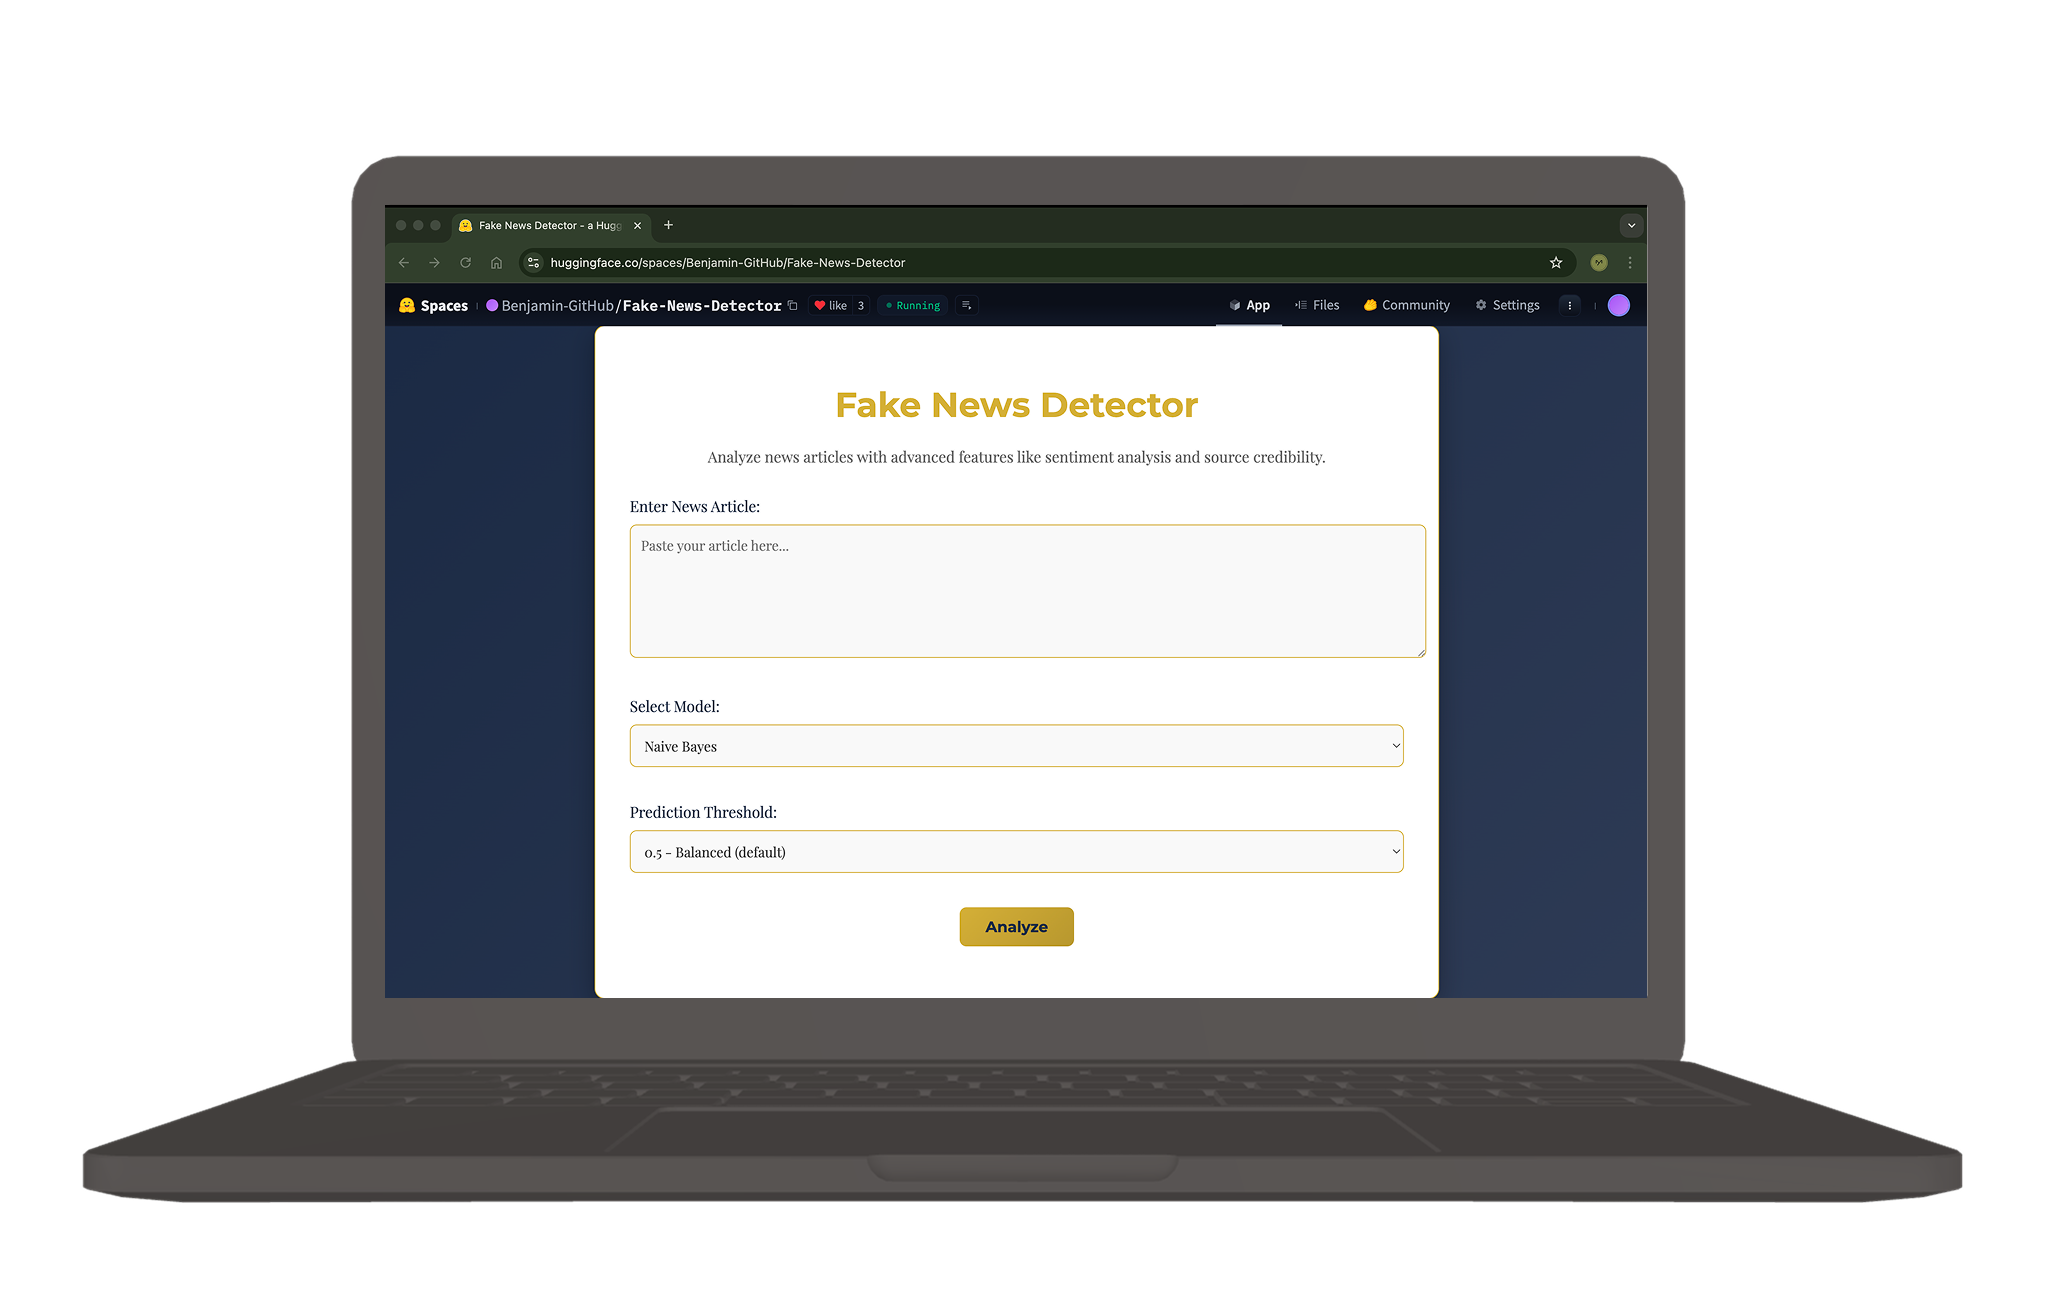 Fake News Detector - a Hugg
huggingface.co/spaces/Benjamin-GitHub/Fake-News-Detector
Spaces Benjamin-GitHub/Fake-News-Detector like 3 Running App Files Community Settings
Fake News Detector
Analyze news articles with advanced features like sentiment analysis and source credibility.
Enter News Article:
Paste your article here...
Select Model:
Naive Bayes
Prediction Threshold:
0.5 - Balanced (default)
Analyze